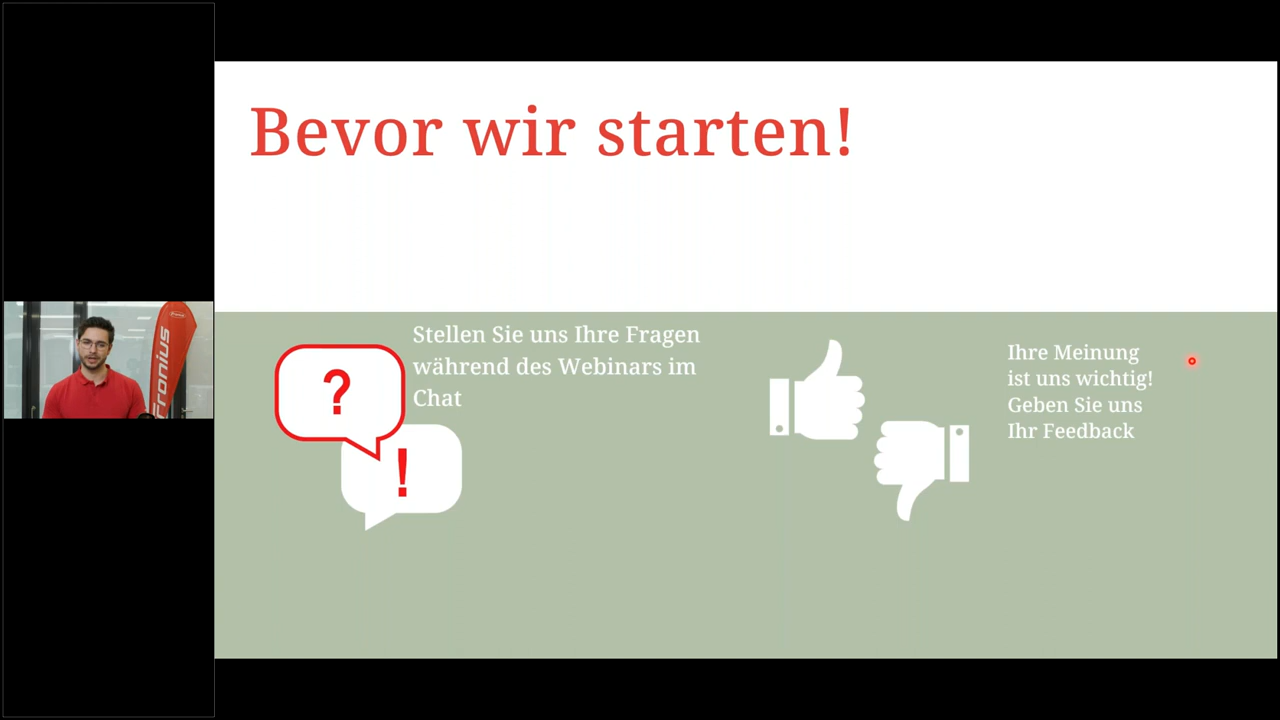 Bevor wir starten!
Stellen Sie uns Ihre Fragen
während des Webinars im
Chat
?
!
Ihre Meinung
ist uns wichtig!
Geben Sie uns
Ihr Feedback
Fronius